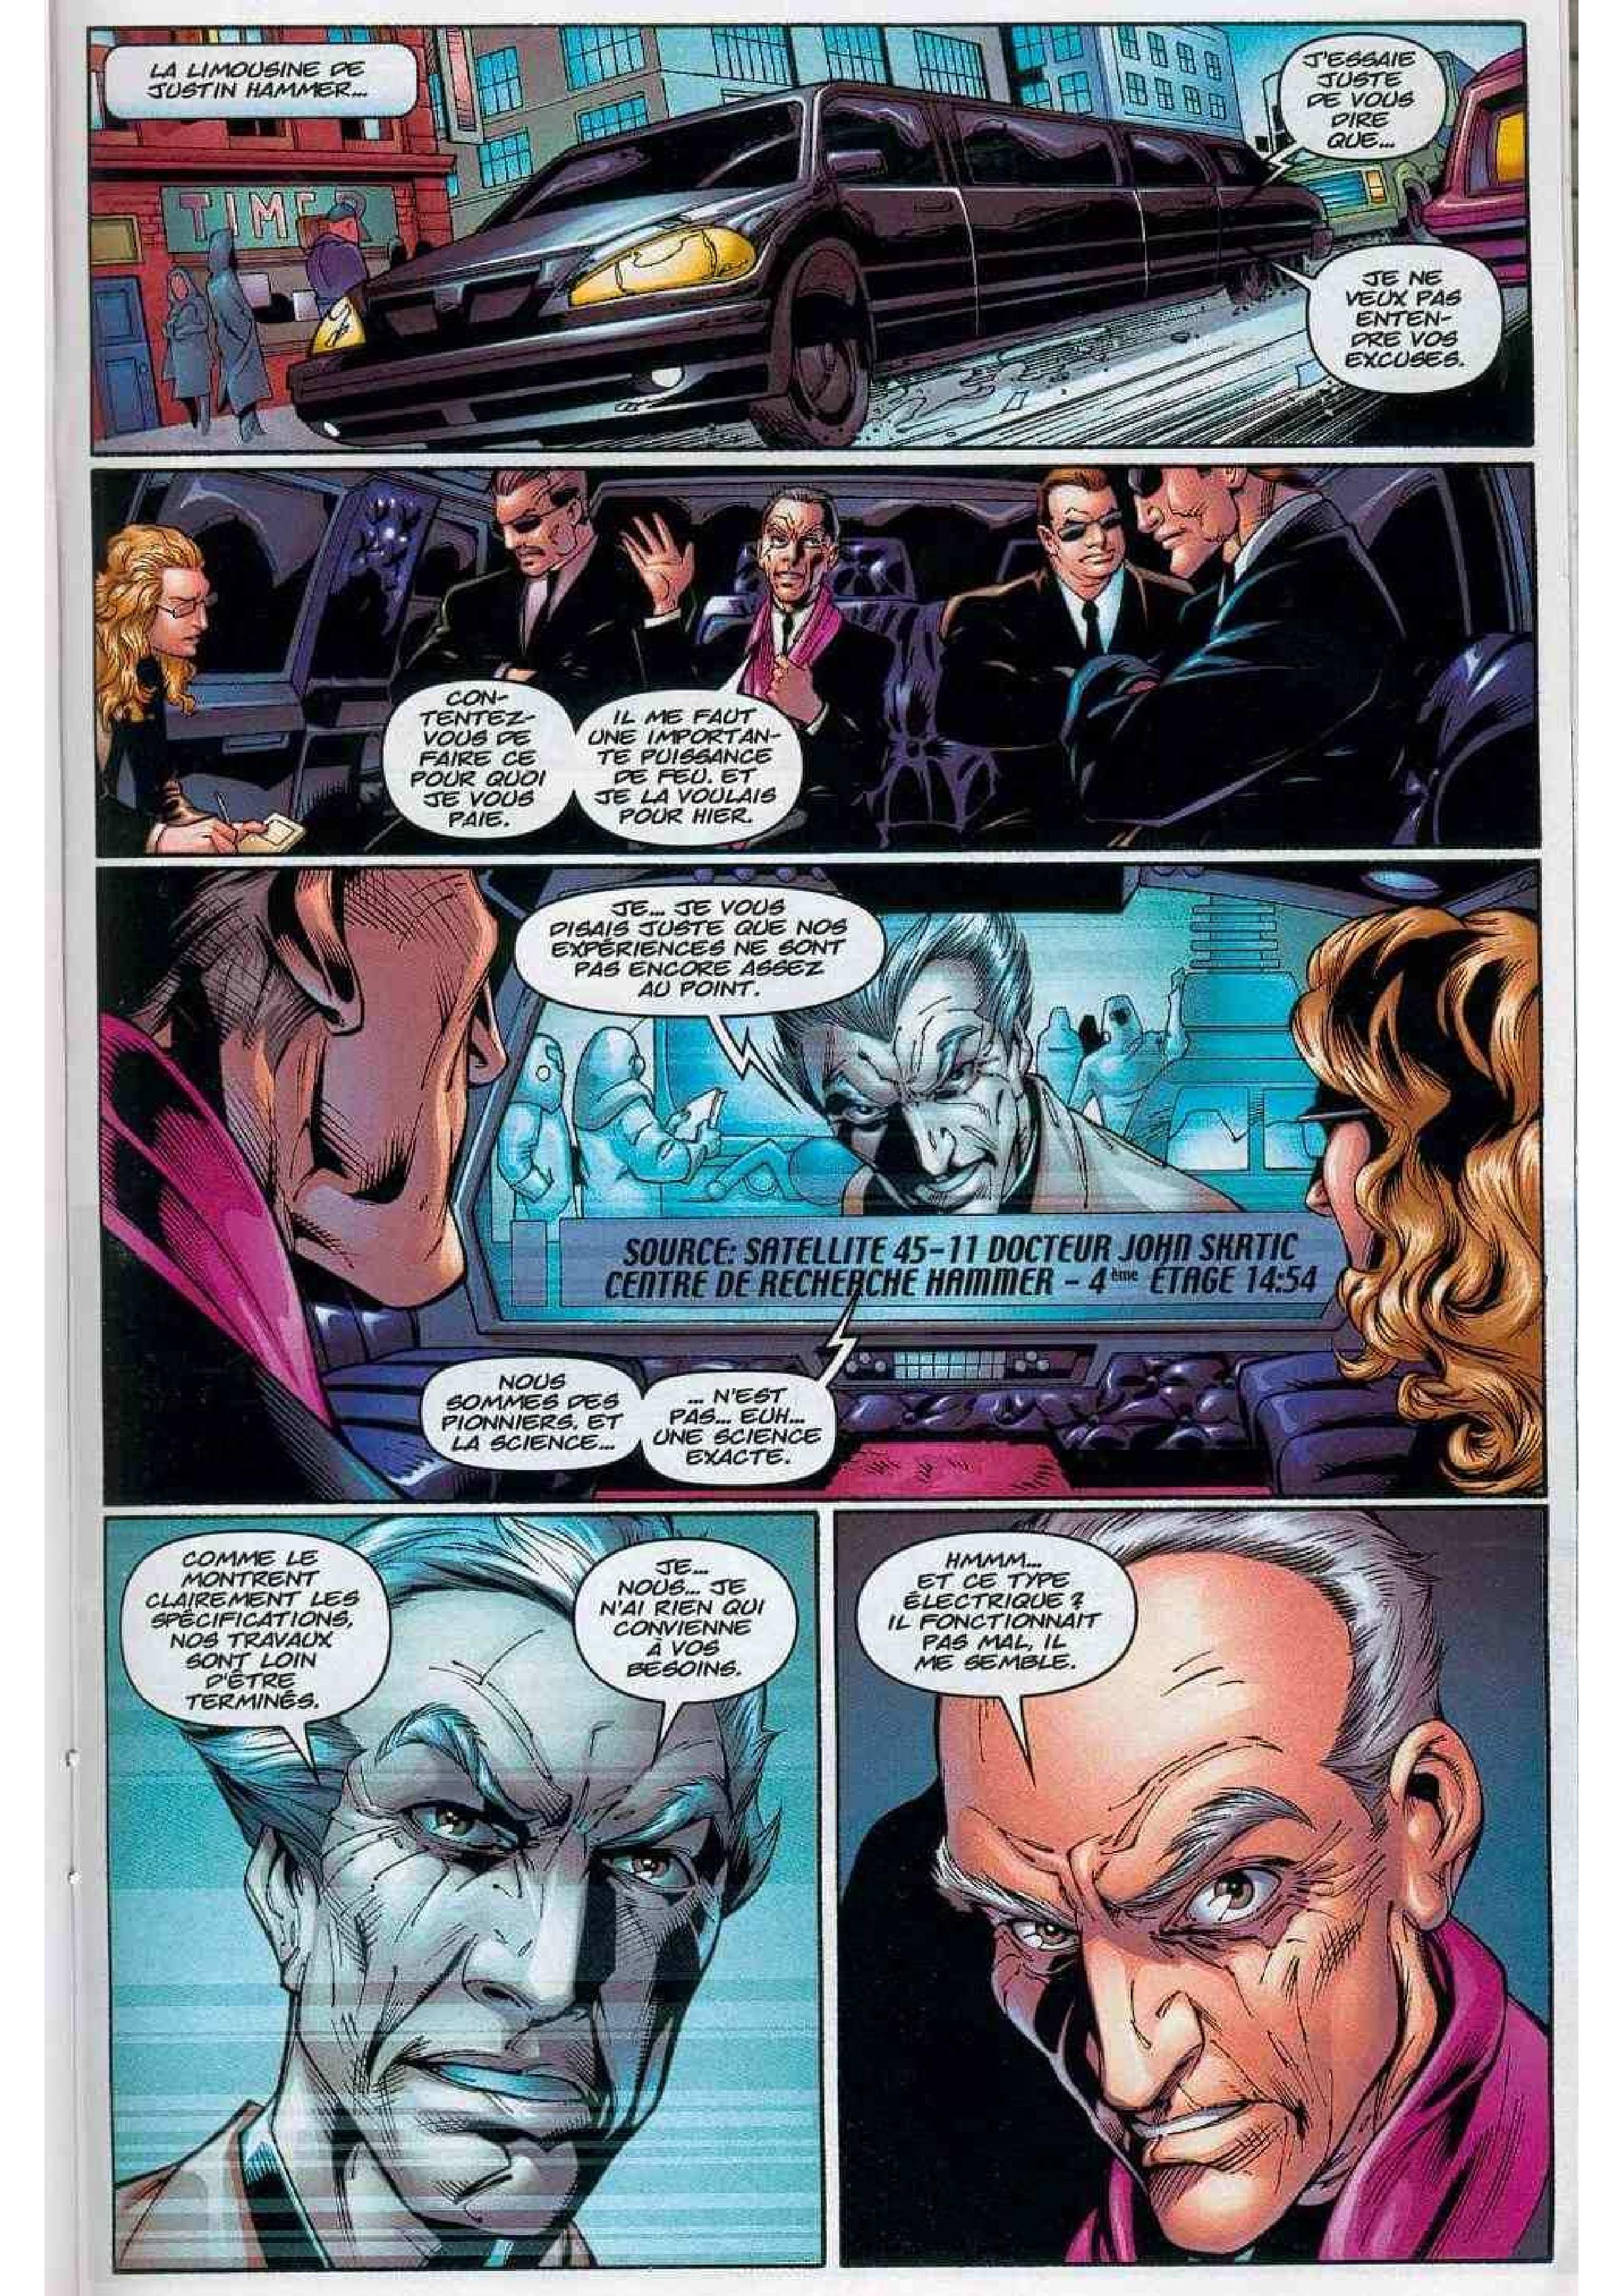 LA LIMOUSINE DE
JUSTIN HAMMER...
J'ESSAIE
JUSTE
DE VOUS
DIRE
QUE...
TIMER
JE NE
VEUX PAS
ENTEN-
DRE VOS
EXCUSES.
CON-
TENTEZ-
VOUS DE
FAIRE CE
POUR QUOI
JE VOUS
PAIE.
IL ME FAUT
UNE IMPORTAN-
TE PUISSANCE
DE FEU. ET
JE LA VOULAIS
POUR HIER.
JE... JE VOUS
DISAIS JUSTE QUE NOS
EXPÉRIENCES NE SONT
PAS ENCORE ASSEZ
AU POINT.
SOURCE: SATELLITE 45-11 DOCTEUR JOHN SKRTIC
CENTRE DE RECHERCHE HAMMER - 4ème ETAGE 14:54
NOUS
SOMMES DES
PIONNIERS. ET
LA SCIENCE...
... N'EST
PAS... EUH...
UNE SCIENCE
EXACTE.
COMME LE
MONTRENT
CLAIREMENT LES
SPÉCIFICATIONS,
NOS TRAVAUX
SONT LOIN
D'ÊTRE
TERMINÉS.
JE...
NOUS... JE
N'AI RIEN QUI
CONVIENNE
À VOS
BESOINS.
HMMM...
ET CE TYPE
ÉLECTRIQUE ?
IL FONCTIONNAIT
PAS MAL, IL
ME SEMBLE.